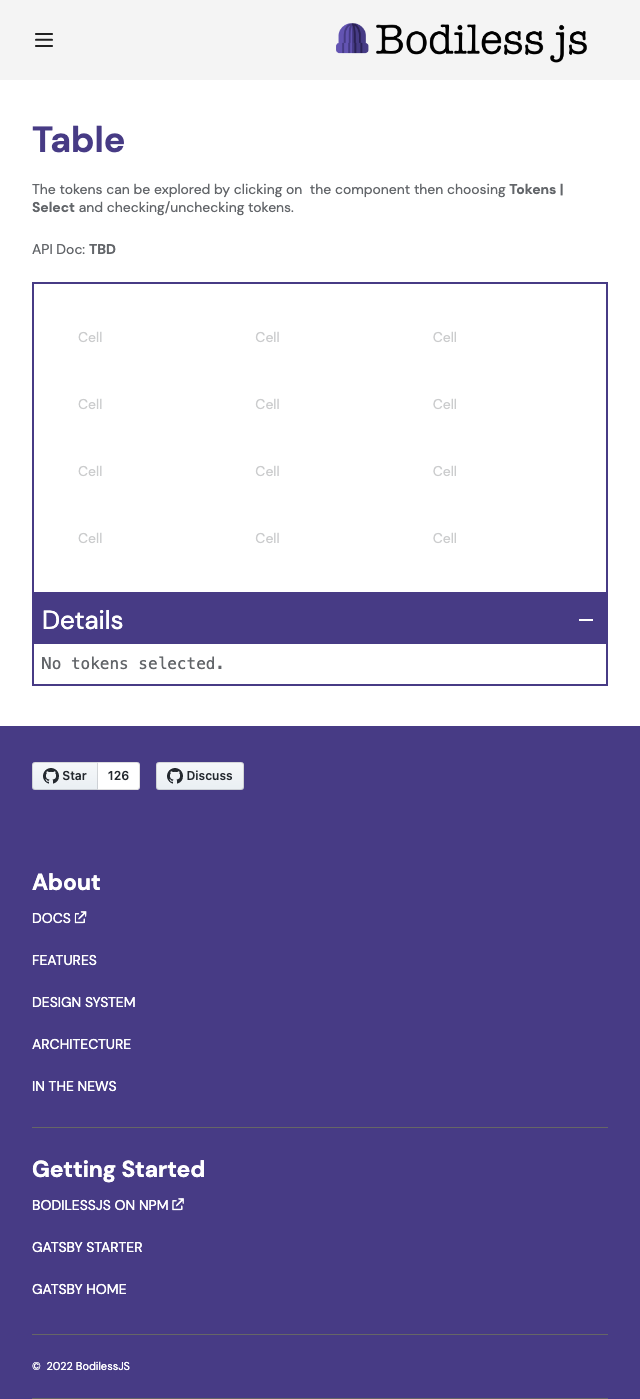 Bodiless js
Table
The tokens can be explored by clicking on  the component then choosing Tokens |
Select and checking/unchecking tokens.
API Doc: TBD
Cell Cell Cell
Cell Cell Cell
Cell Cell Cell
Cell Cell Cell
Details
No tokens selected.
Star 126 Discuss
About
DOCS
FEATURES
DESIGN SYSTEM
ARCHITECTURE
IN THE NEWS
Getting Started
BODILESSJS ON NPM
GATSBY STARTER
GATSBY HOME
© 2022 BodilessJS